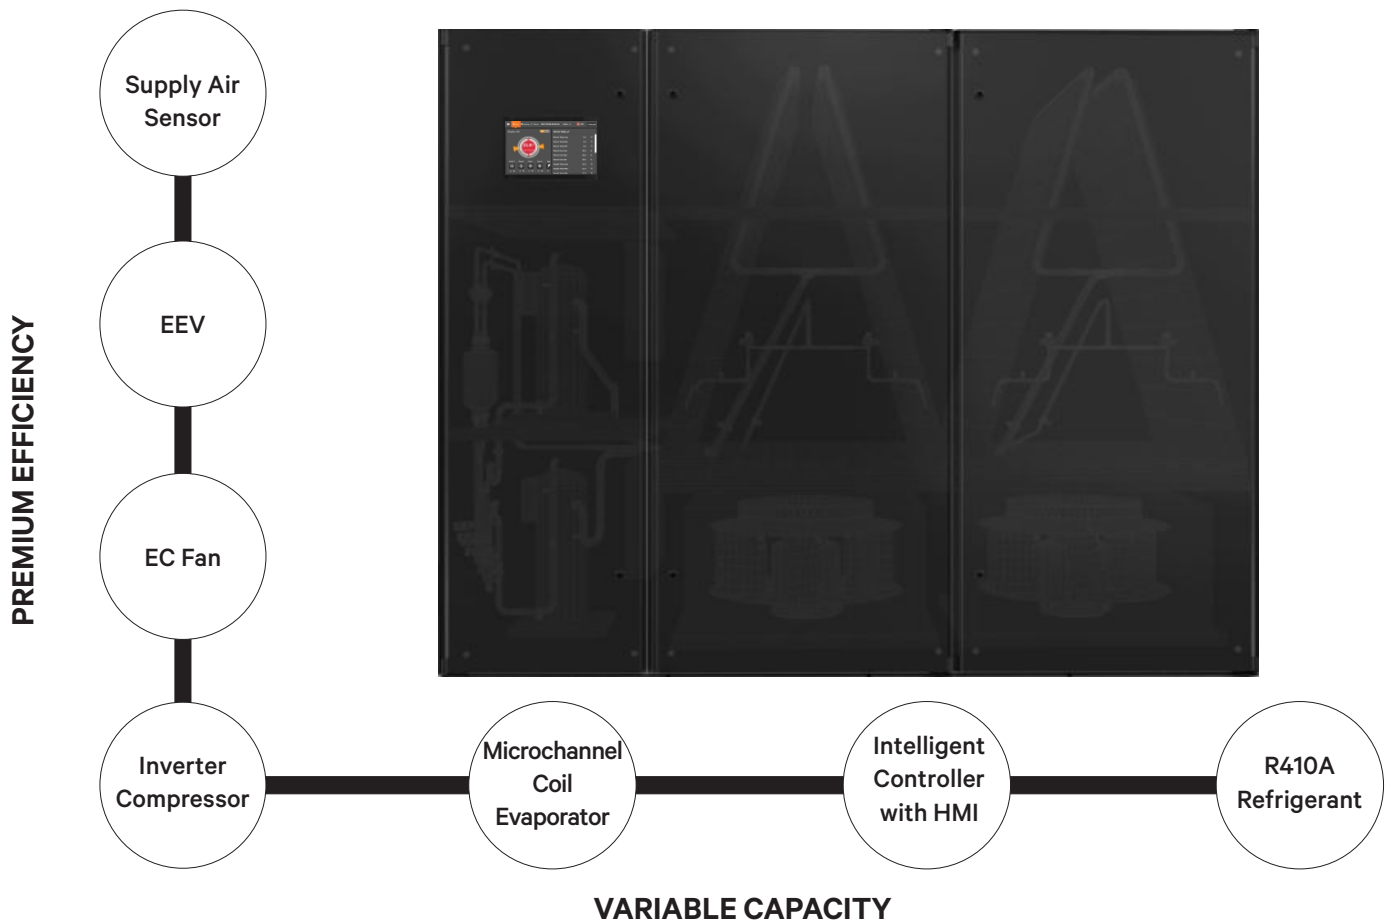 Supply Air
Sensor
EEV
EC Fan
Inverter
Compressor
Microchannel
Coil
Evaporator
Intelligent
Controller
with HMI
R410A
Refrigerant
PREMIUM EFFICIENCY
VARIABLE CAPACITY